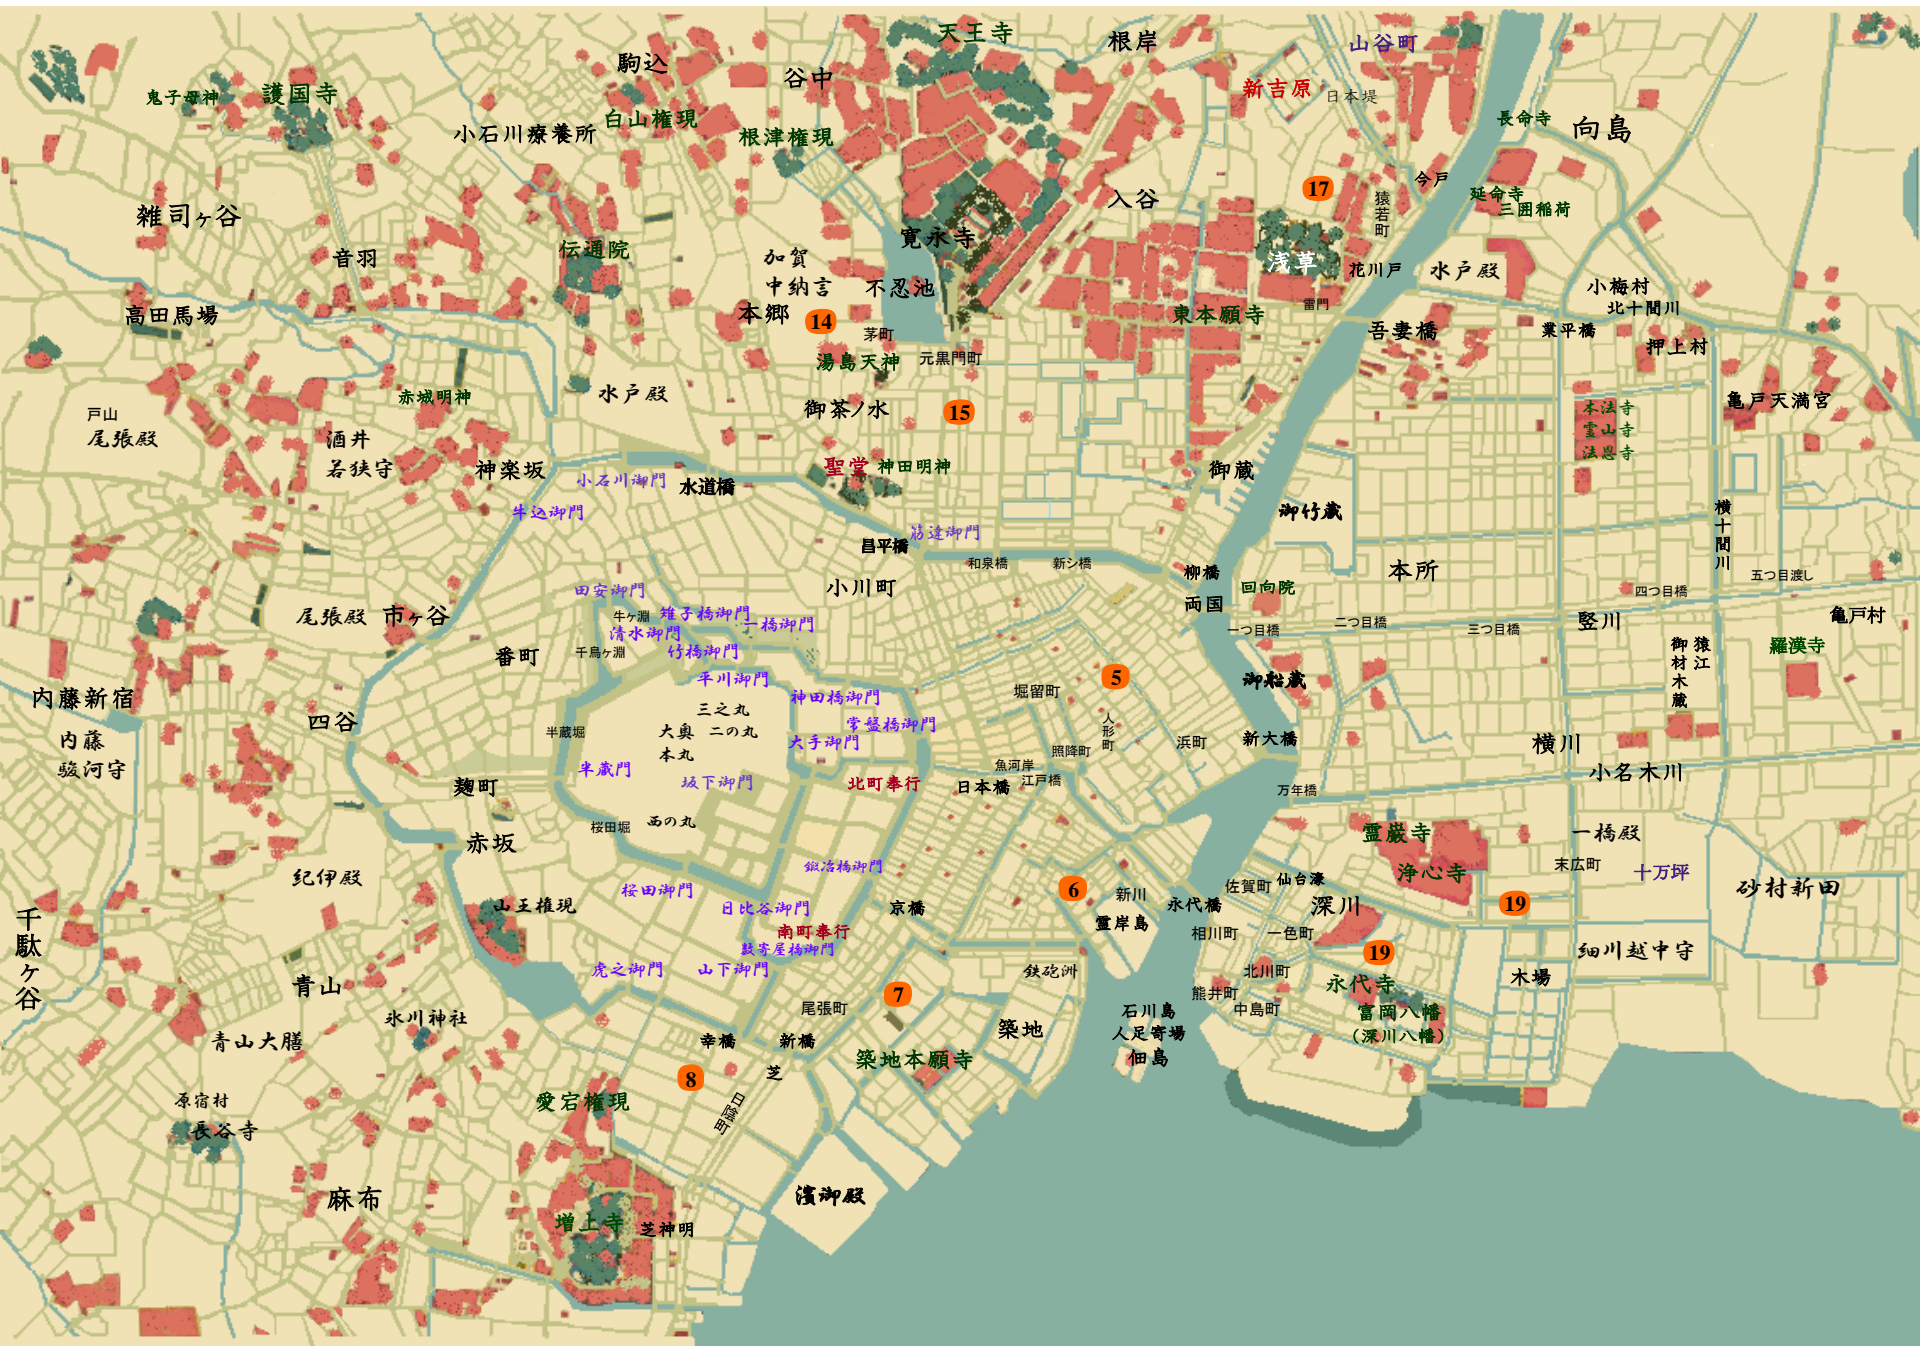 天王寺
根岸
山谷町
駒込
谷中
新吉原
日本堤
鬼子母神
護国寺
小石川療養所
白山権現
根津権現
長命寺
向島
17
今戸
猿若町
延命寺
三囲稲荷
雑司ヶ谷
音羽
伝通院
入谷
寛永寺
加賀
中納言
不忍池
浅草
花川戸
水戸殿
小梅村
北十間川
高田馬場
本郷
14
茅町
東本願寺
雷門
吾妻橋
業平橋
押上村
湯島天神
元黒門町
赤城明神
水戸殿
御茶ノ水
15
本法寺
霊山寺
法恩寺
亀戸天満宮
戸山
尾張殿
酒井
若狭守
神楽坂
小石川御門
水道橋
聖堂
神田明神
御蔵
牛込御門
御竹蔵
横十間川
筋違御門
昌平橋
和泉橋
新シ橋
柳橋
両国
回向院
本所
五つ目渡し
四つ目橋
小川町
田安御門
牛ヶ淵
雉子橋御門
一橋御門
清水御門
竹橋御門
千鳥ヶ淵
尾張殿
市ヶ谷
番町
一つ目橋
二つ目橋
三つ目橋
竪川
亀戸村
猿江
御材木蔵
羅漢寺
平川御門
神田橋御門
堀留町
5
御船蔵
内藤新宿
内藤
駿河守
四谷
三之丸
大奥
二の丸
本丸
常盤橋御門
大手御門
人形町
半蔵堀
半蔵門
坂下御門
北町奉行
照降町
魚河岸
江戸橋
日本橋
浜町
新大橋
横川
小名木川
万年橋
麹町
桜田堀
西の丸
赤坂
鍛冶橋御門
霊巌寺
浄心寺
一橋殿
末広町
十万坪
砂村新田
紀伊殿
桜田御門
日比谷御門
南町奉行
数寄屋橋御門
京橋
6
新川
霊岸島
永代橋
佐賀町
仙台濠
深川
19
千駄ヶ谷
山王権現
虎之御門
山下御門
相川町
一色町
19
細川越中守
鉄砲洲
北川町
永代寺
木場
青山
氷川神社
青山大膳
尾張町
7
築地
石川島
人足寄場
佃島
熊井町
中島町
富岡八幡
(深川八幡)
幸橋
新橋
築地本願寺
芝
8
日陰町
愛宕権現
原宿村
長谷寺
麻布
濱御殿
増上寺
芝神明